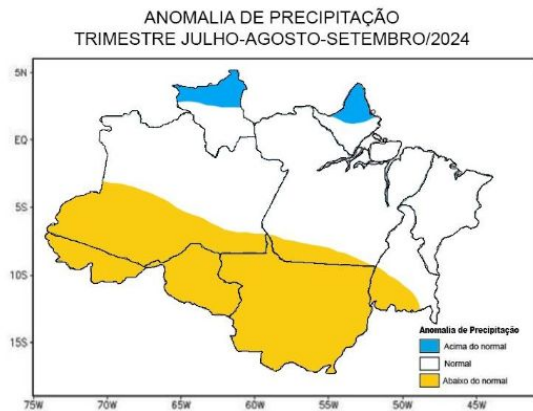 ANOMALIA DE PRECIPITAÇÃO
TRIMESTRE JULHO-AGOSTO-SETEMBRO/2024
5N
EQ
5S
10S
15S
Anomalia de Precipitação
Acima do normal
Normal
Abaixo do normal
75W 70W 65W 60W 55W 50W 45W